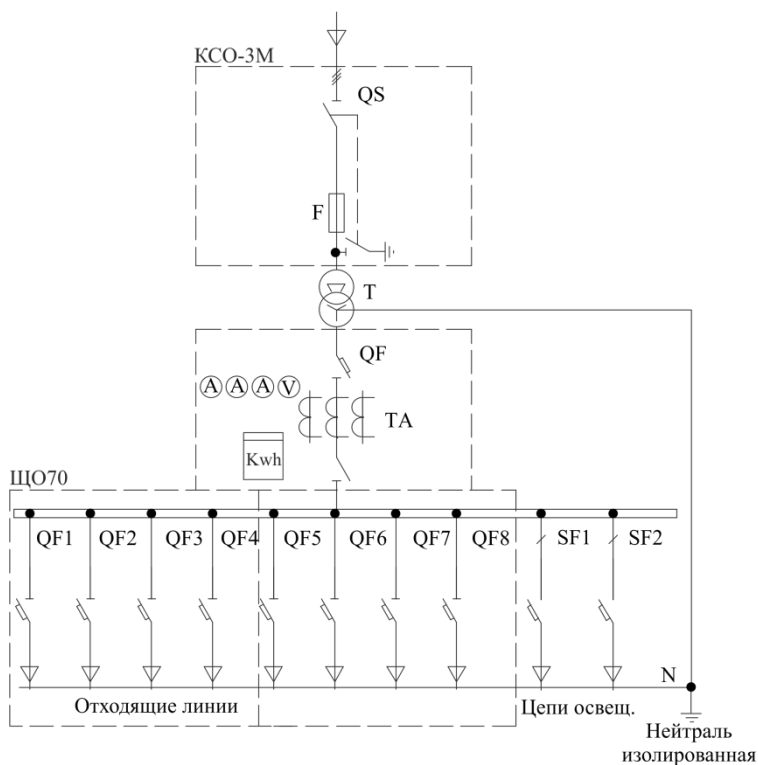 КСО-3М
QS
F
T
QF
A A A V
TA
Kwh
ЩО70
QF1 QF2 QF3 QF4 QF5 QF6 QF7 QF8 SF1 SF2
N
Отходящие линии
Цепи освещ.
Нейтраль
изолированная